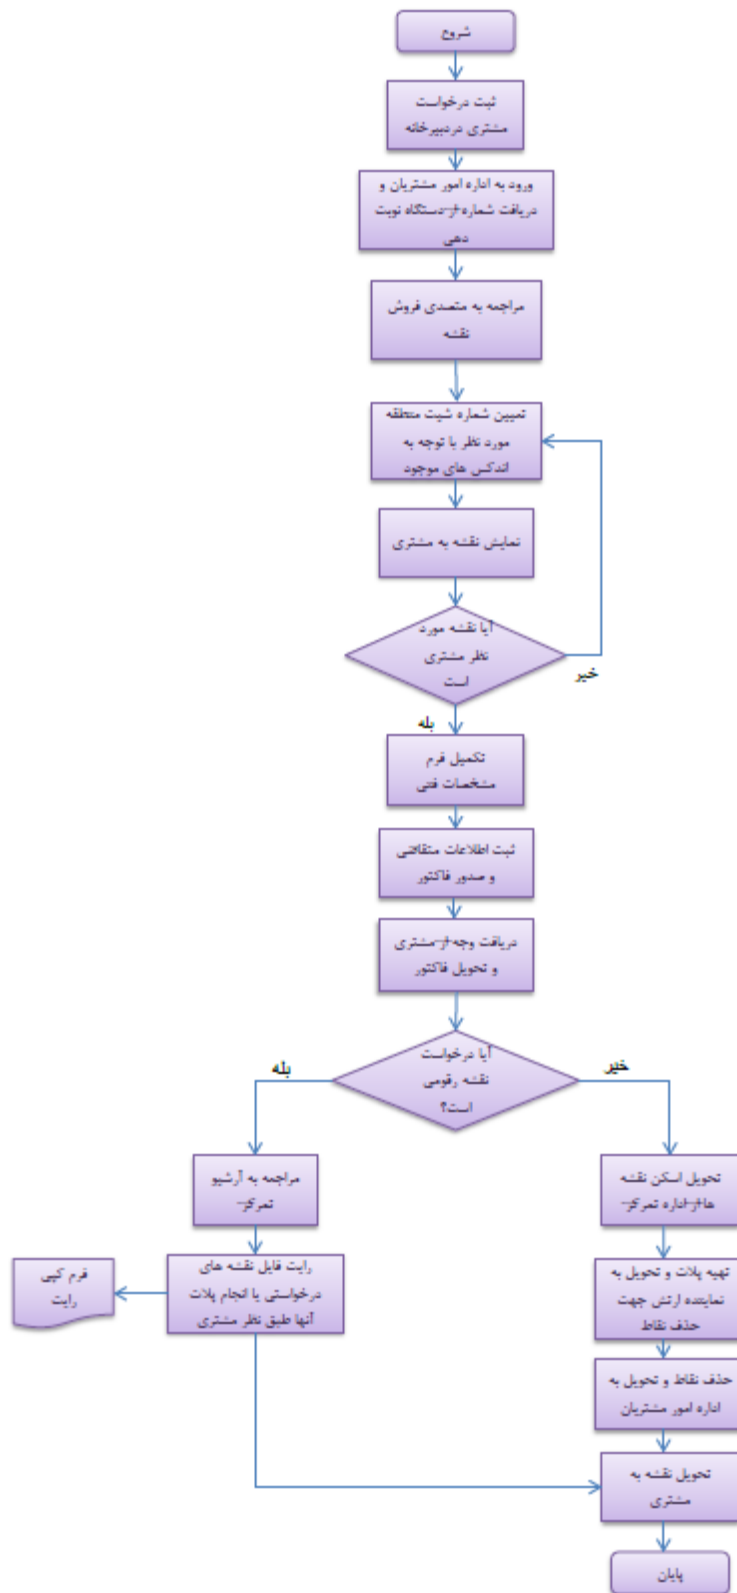 شروع
ثبت درخواست
مشتری در دبیرخانه
ورود به اداره امور مشتریان و
دریافت شماره از دستگاه نوبت
دهی
مراجعه به متصدی فروش
نقشه
تعیین شماره شیت منطقه
مورد نظر با توجه به
اندکس های موجود
نمایش نقشه به مشتری
آیا نقشه مورد
نظر مشتری
است
خیر
بله
تکمیل فرم
مشخصات فنی
ثبت اطلاعات متقاضی
و صدور فاکتور
دریافت وجه از مشتری
و تحویل فاکتور
آیا درخواست
نقشه رقومی
است؟
بله
خیر
مراجعه به آرشیو
تمرکز
رایت فایل نقشه های
درخواستی یا انجام پلات
آنها طبق نظر مشتری
فرم کپی
رایت
تحویل اسکن نقشه
ها از اداره تمرکز
تهیه پلات و تحویل به
نماینده ارتش جهت
حذف نقاط
حذف نقاط و تحویل به
اداره امور مشتریان
تحویل نقشه به
مشتری
پایان